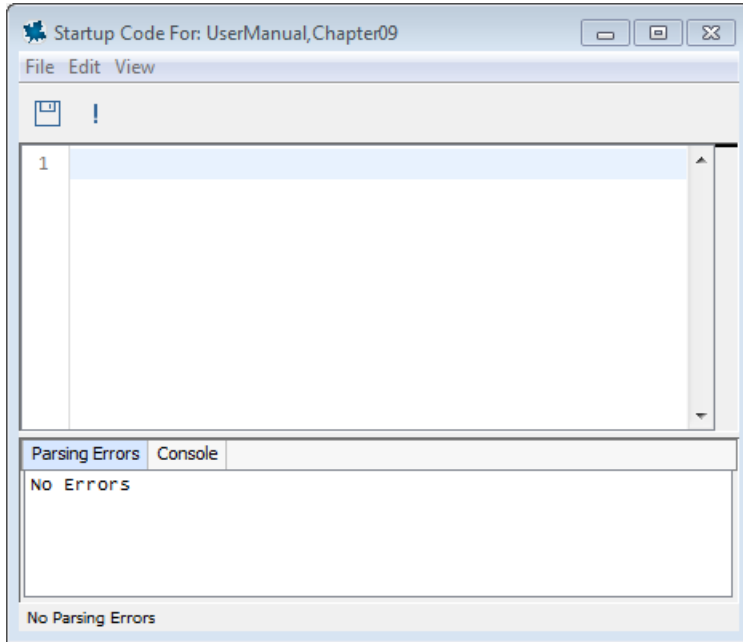 Startup Code For: UserManual,Chapter09
File Edit View
!
1
Parsing Errors Console
No Errors
No Parsing Errors